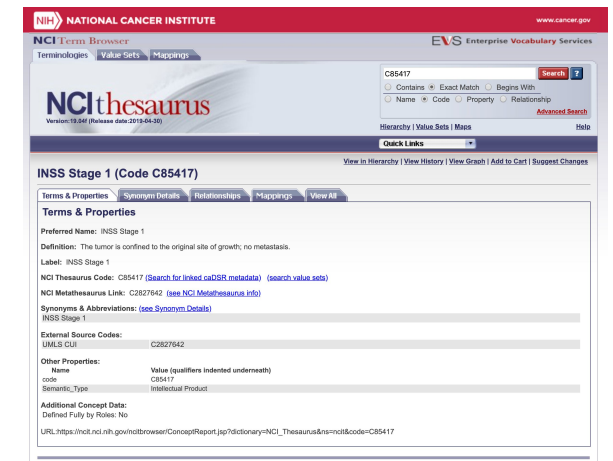 NIH NATIONAL CANCER INSTITUTE
www.cancer.gov
NCI Term Browser
EVS Enterprise Vocabulary Services
Terminologies Value Sets Mappings
C85417 Search ?
Contains Exact Match Begins With
Name Code Property Relationship
Advanced Search
NCIthesaurus
Version:19.04f (Release date:2019-04-30)
Hierarchy | Value Sets | Maps Help
Quick Links
View in Hierarchy | View History | View Graph | Add to Cart | Suggest Changes
INSS Stage 1 (Code C85417)
Terms & Properties Synonym Details Relationships Mappings View All
Terms & Properties
Preferred Name: INSS Stage 1
Definition: The tumor is confined to the original site of growth; no metastasis.
Label: INSS Stage 1
NCI Thesaurus Code: C85417 (Search for linked caDSR metadata) (search value sets)
NCI Metathesaurus Link: C2827642 (see NCI Metathesaurus info)
Synonyms & Abbreviations: (see Synonym Details)
INSS Stage 1
External Source Codes:
UMLS CUI C2827642
Other Properties:
Name Value (qualifiers indented underneath)
code C85417
Semantic_Type Intellectual Product
Additional Concept Data:
Defined Fully by Roles: No
URL:https://ncit.nci.nih.gov/ncitbrowser/ConceptReport.jsp?dictionary=NCI_Thesaurus&ns=ncit&code=C85417